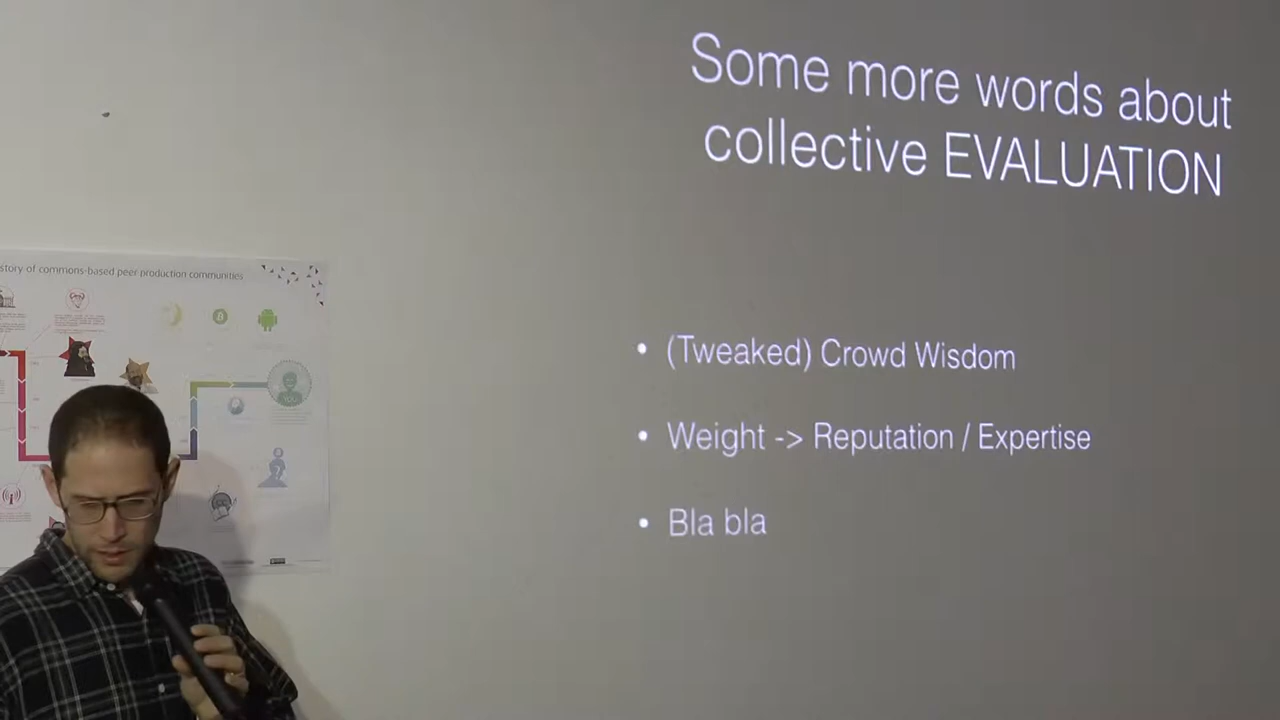 Some more words about
collective EVALUATION
• (Tweaked) Crowd Wisdom
• Weight -> Reputation / Expertise
• Bla bla
story of commons-based peer production communities
YOU